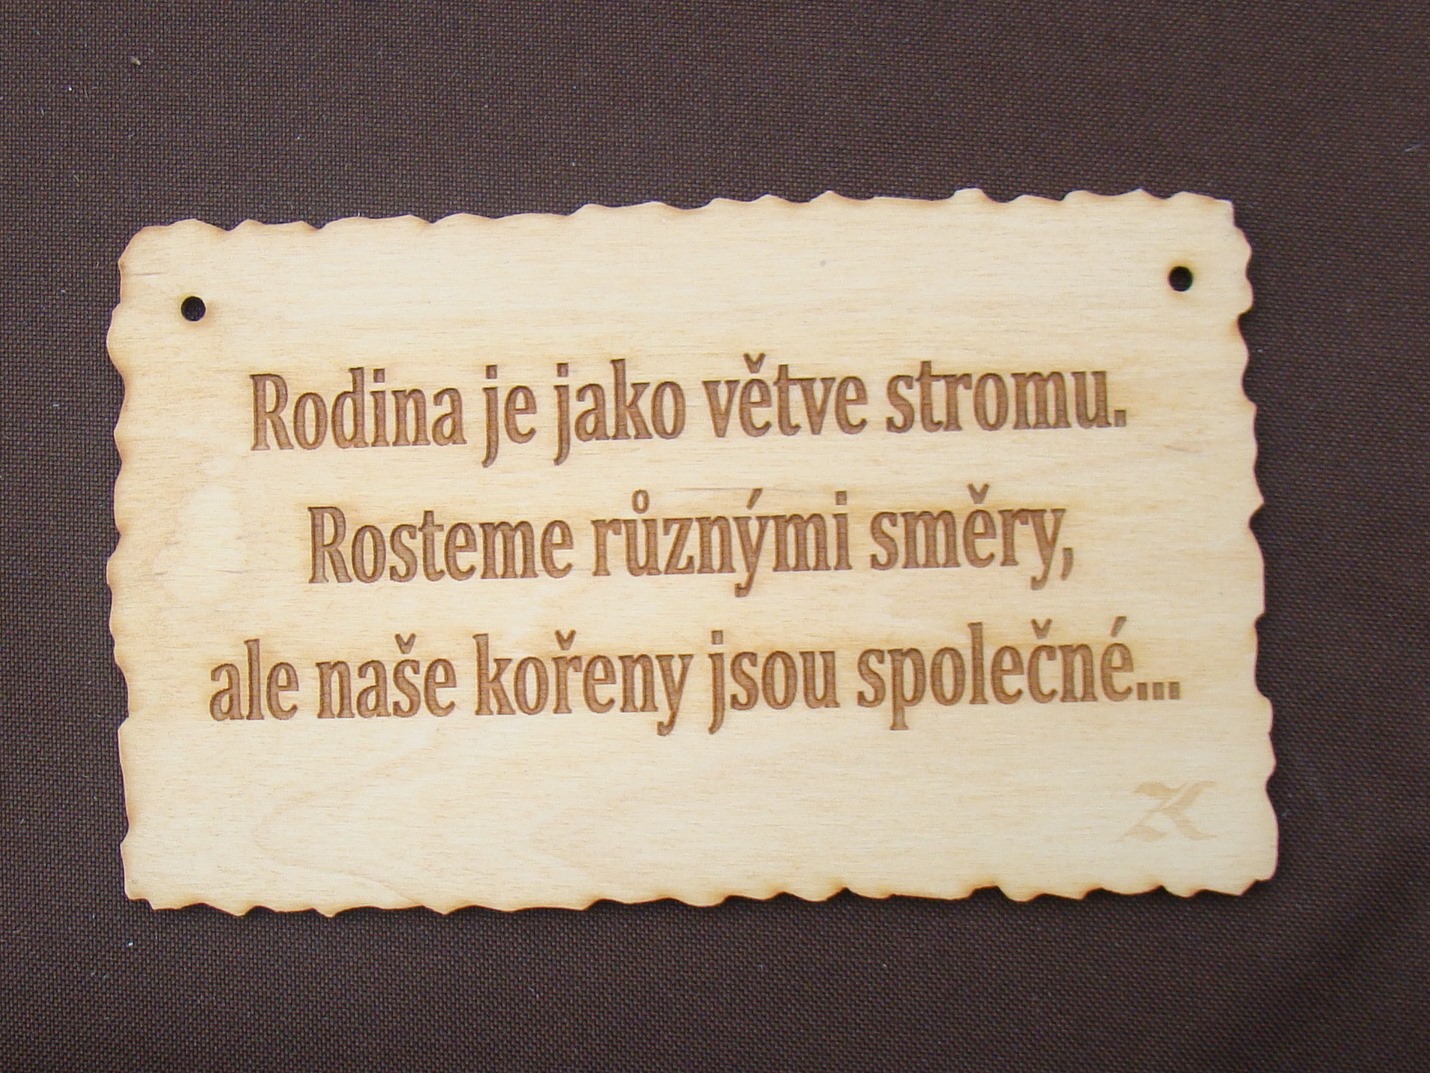 Rodina je jako větve stromu.
Rosteme různými směry,
ale naše kořeny jsou společné...
K